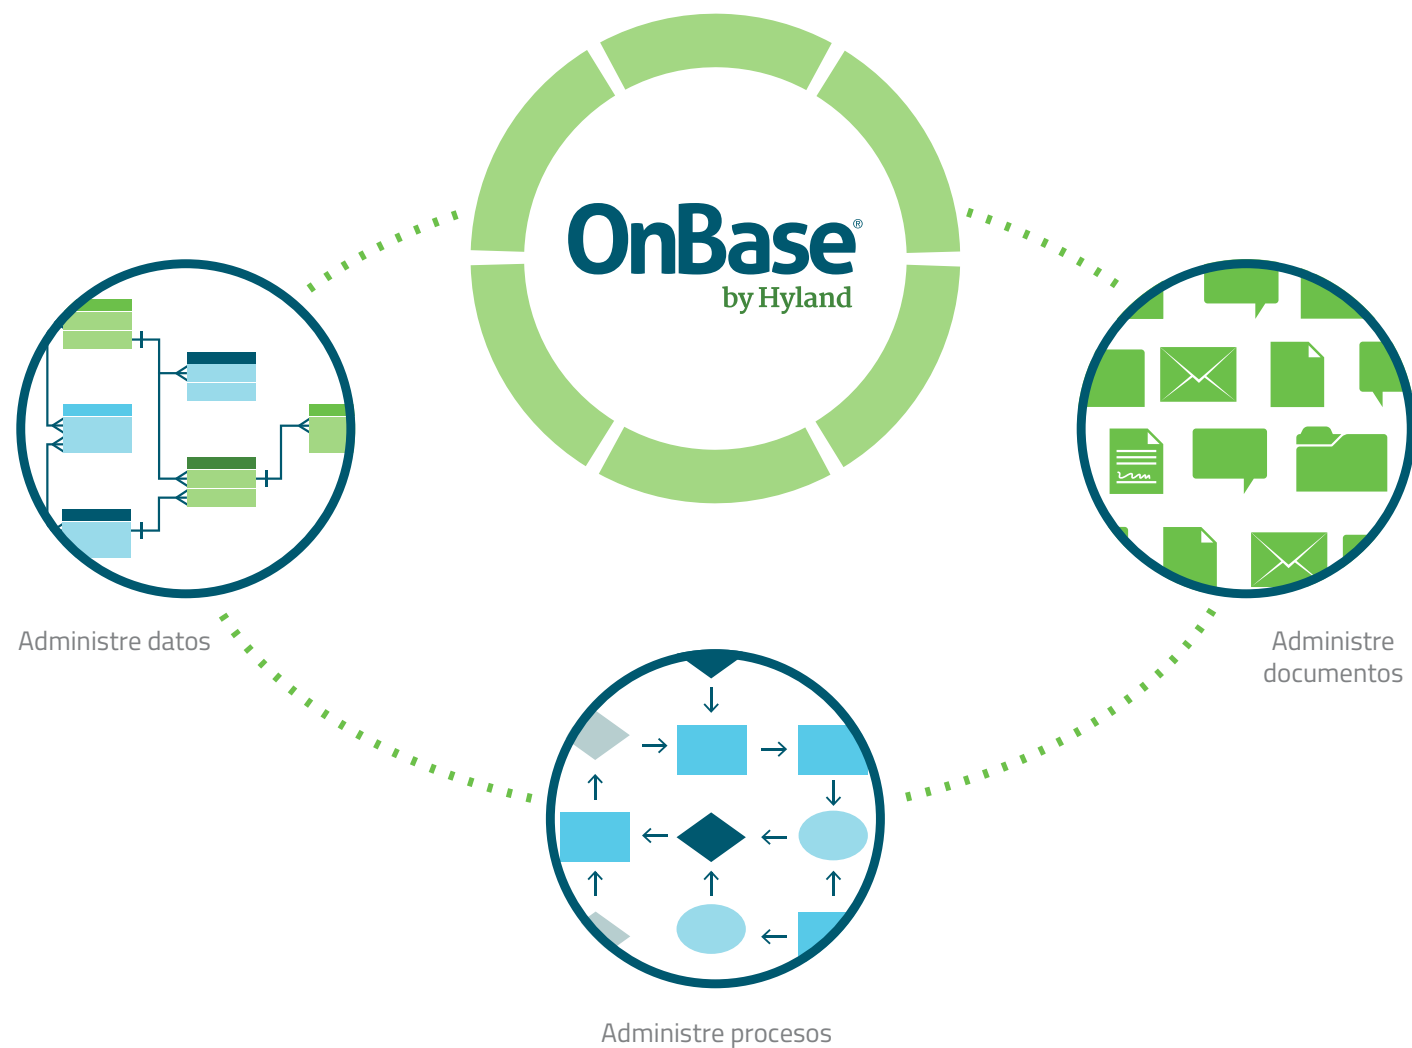 OnBase®
by Hyland
Administre datos
Administre
documentos
Administre procesos